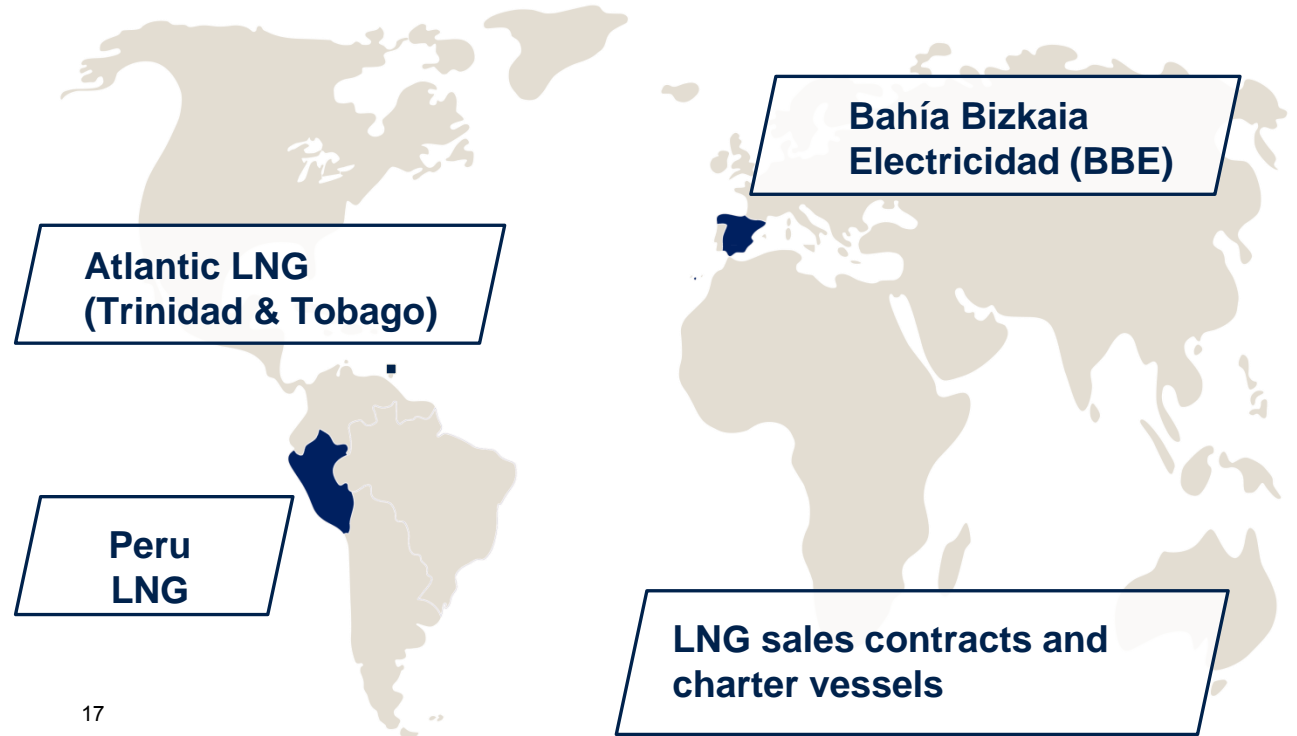 Bahía Bizkaia
Electricidad (BBE)
Atlantic LNG
(Trinidad & Tobago)
Peru
LNG
LNG sales contracts and
charter vessels
17